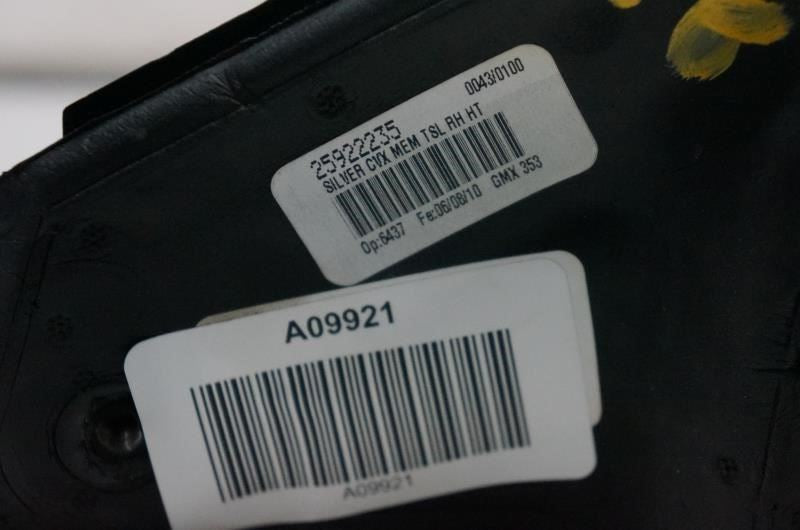 0043/0100
25922235
SILVER CVX MEM TSL RH HT
Op:6437 Fe:06/08/10 GMX 353
A09921
A09921